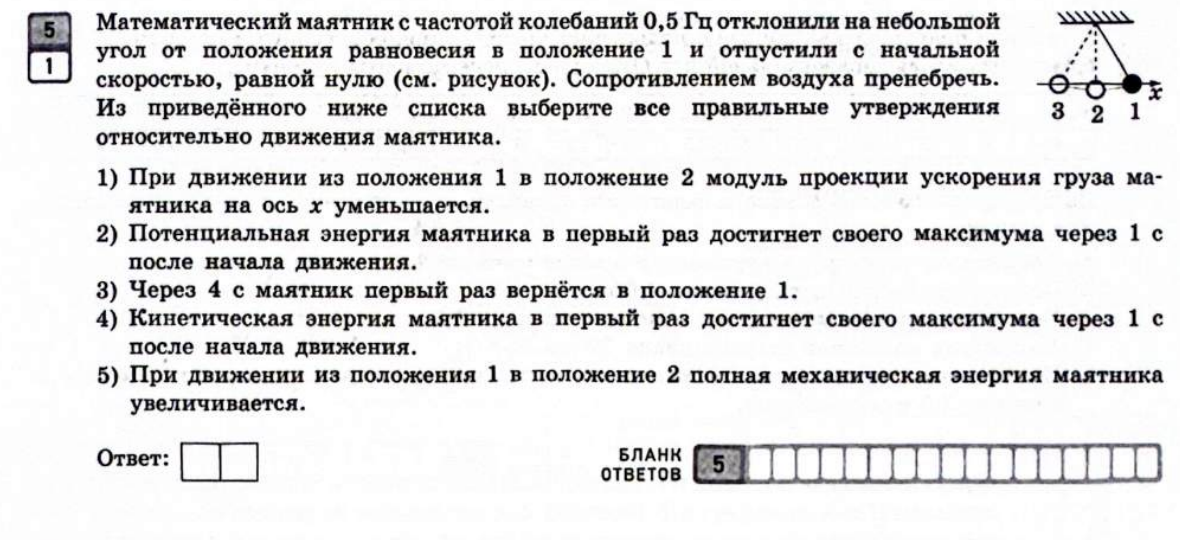 5
1
Математический маятник с частотой колебаний 0,5 Гц отклонили на небольшой
угол от положения равновесия в положение 1 и отпустили с начальной
скоростью, равной нулю (см. рисунок). Сопротивлением воздуха пренебречь.
Из приведённого ниже списка выберите все правильные утверждения
относительно движения маятника.
3 2 1 x
1) При движении из положения 1 в положение 2 модуль проекции ускорения груза ма-
ятника на ось x уменьшается.
2) Потенциальная энергия маятника в первый раз достигнет своего максимума через 1 с
после начала движения.
3) Через 4 с маятник первый раз вернётся в положение 1.
4) Кинетическая энергия маятника в первый раз достигнет своего максимума через 1 с
после начала движения.
5) При движении из положения 1 в положение 2 полная механическая энергия маятника
увеличивается.
Ответ:
БЛАНК
ОТВЕТОВ
5